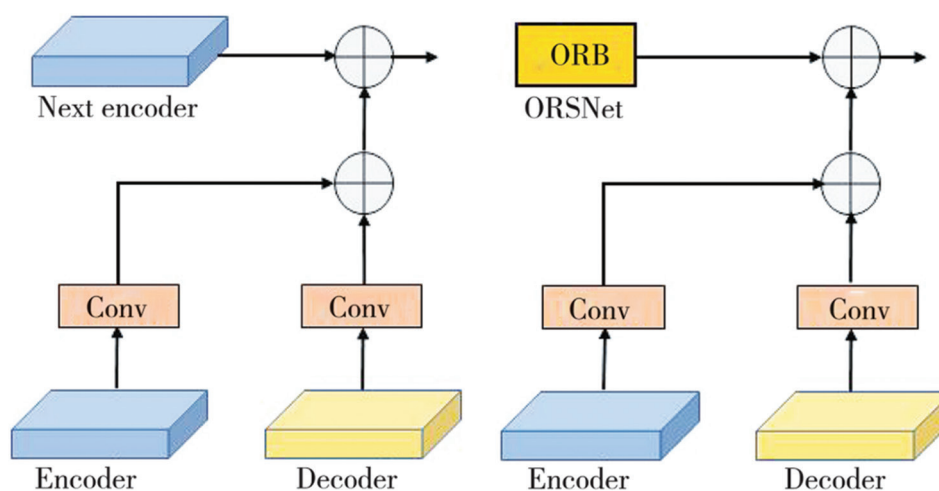 ORB
Next encoder
ORSNet
Conv
Conv
Conv
Conv
Encoder
Decoder
Encoder
Decoder